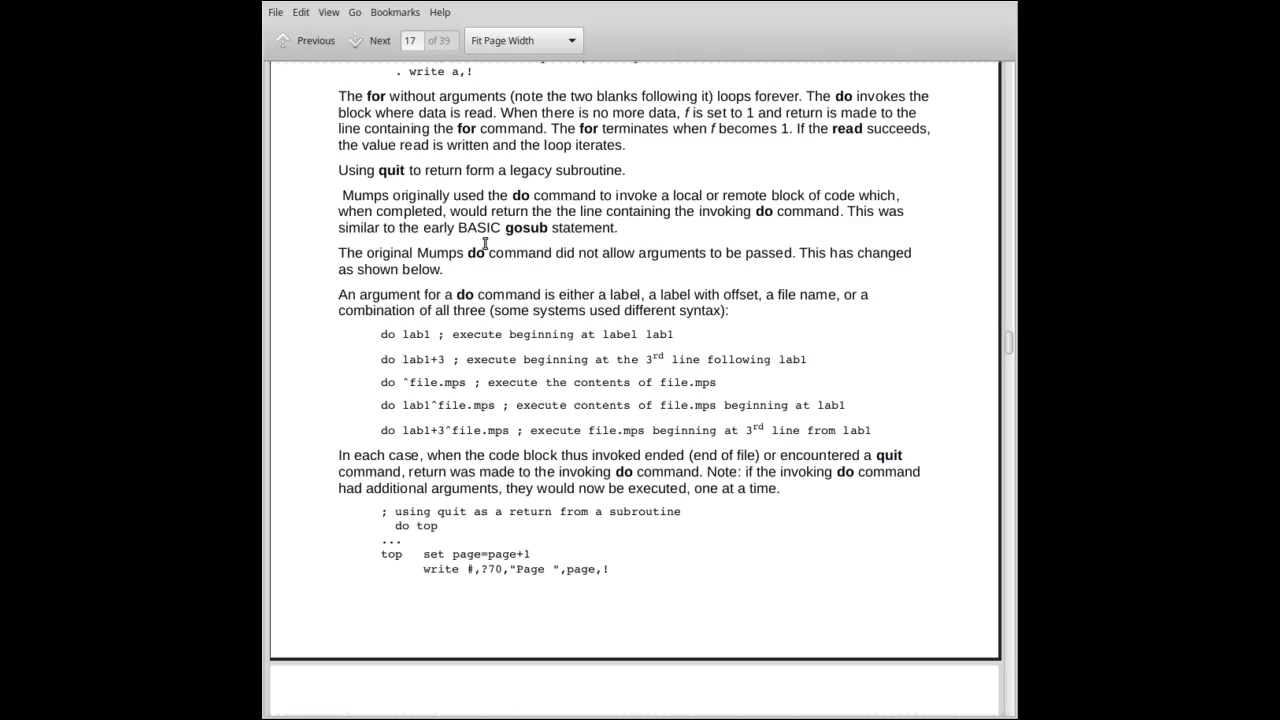 File Edit View Go Bookmarks Help
Previous Next 17 of 39 Fit Page Width
. write a,!
The for without arguments (note the two blanks following it) loops forever. The do invokes the
block where data is read. When there is no more data, f is set to 1 and return is made to the
line containing the for command. The for terminates when f becomes 1. If the read succeeds,
the value read is written and the loop iterates.
Using quit to return form a legacy subroutine.
Mumps originally used the do command to invoke a local or remote block of code which,
when completed, would return the the line containing the invoking do command. This was
similar to the early BASIC gosub statement.
The original Mumps do command did not allow arguments to be passed. This has changed
as shown below.
An argument for a do command is either a label, a label with offset, a file name, or a
combination of all three (some systems used different syntax):
do lab1 ; execute beginning at label lab1
do lab1+3 ; execute beginning at the 3rd line following lab1
do ^file.mps ; execute the contents of file.mps
do lab1^file.mps ; execute contents of file.mps beginning at lab1
do lab1+3^file.mps ; execute file.mps beginning at 3rd line from lab1
In each case, when the code block thus invoked ended (end of file) or encountered a quit
command, return was made to the invoking do command. Note: if the invoking do command
had additional arguments, they would now be executed, one at a time.
; using quit as a return from a subroutine
do top
...
top set page=page+1
write #,?70,"Page ",page,!